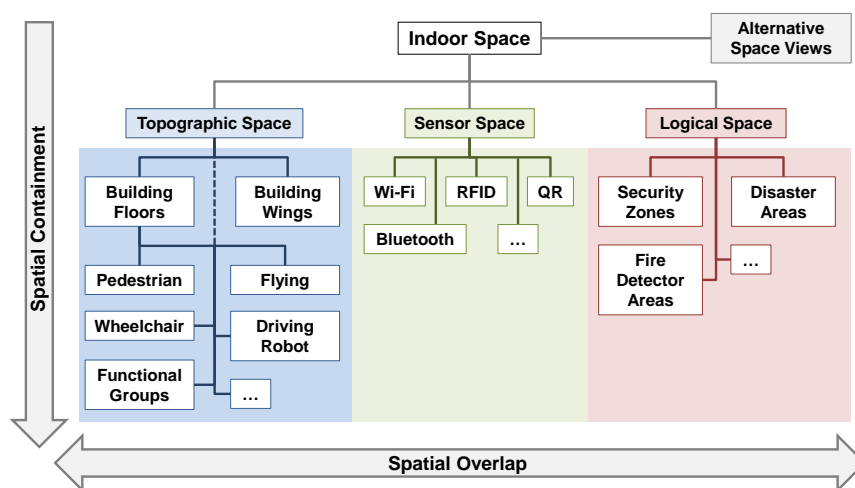 Indoor Space
Alternative
Space Views
Topographic Space
Sensor Space
Logical Space
Spatial Containment
Building
Floors
Building
Wings
Wi-Fi
RFID
QR
Security
Zones
Disaster
Areas
Bluetooth
...
Pedestrian
Flying
Fire
Detector
Areas
...
Wheelchair
Driving
Robot
Functional
Groups
...
Spatial Overlap